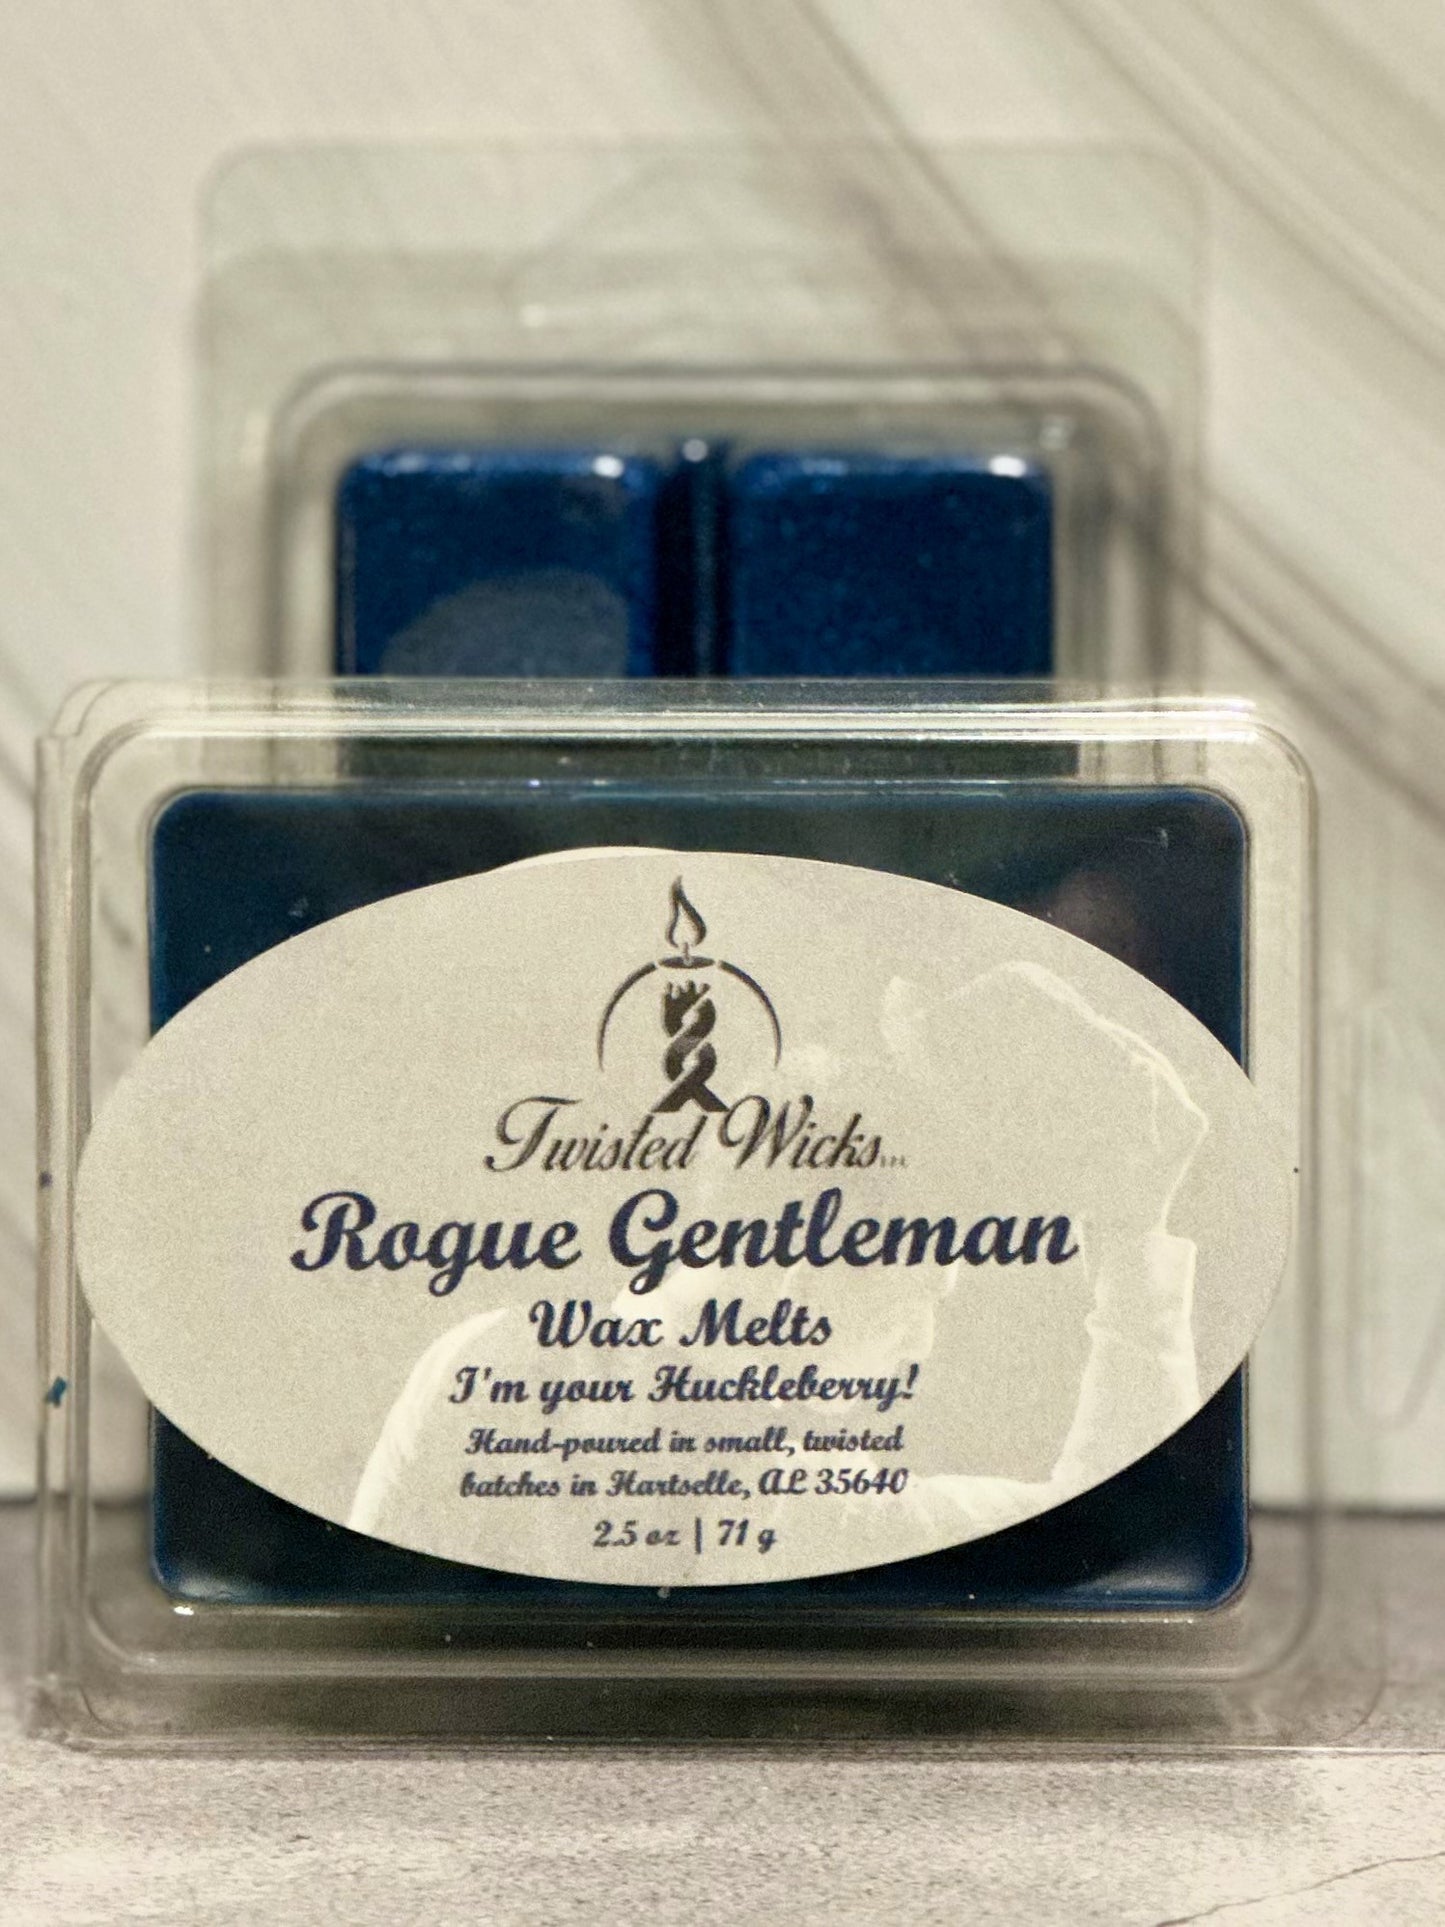 Twisted Wicks
Rogue Gentleman
Wax Melts
I'm your Huckleberry!
Hand-poured in small, twisted
batches in Hartselle, AL 35640
2.5 oz | 71 g